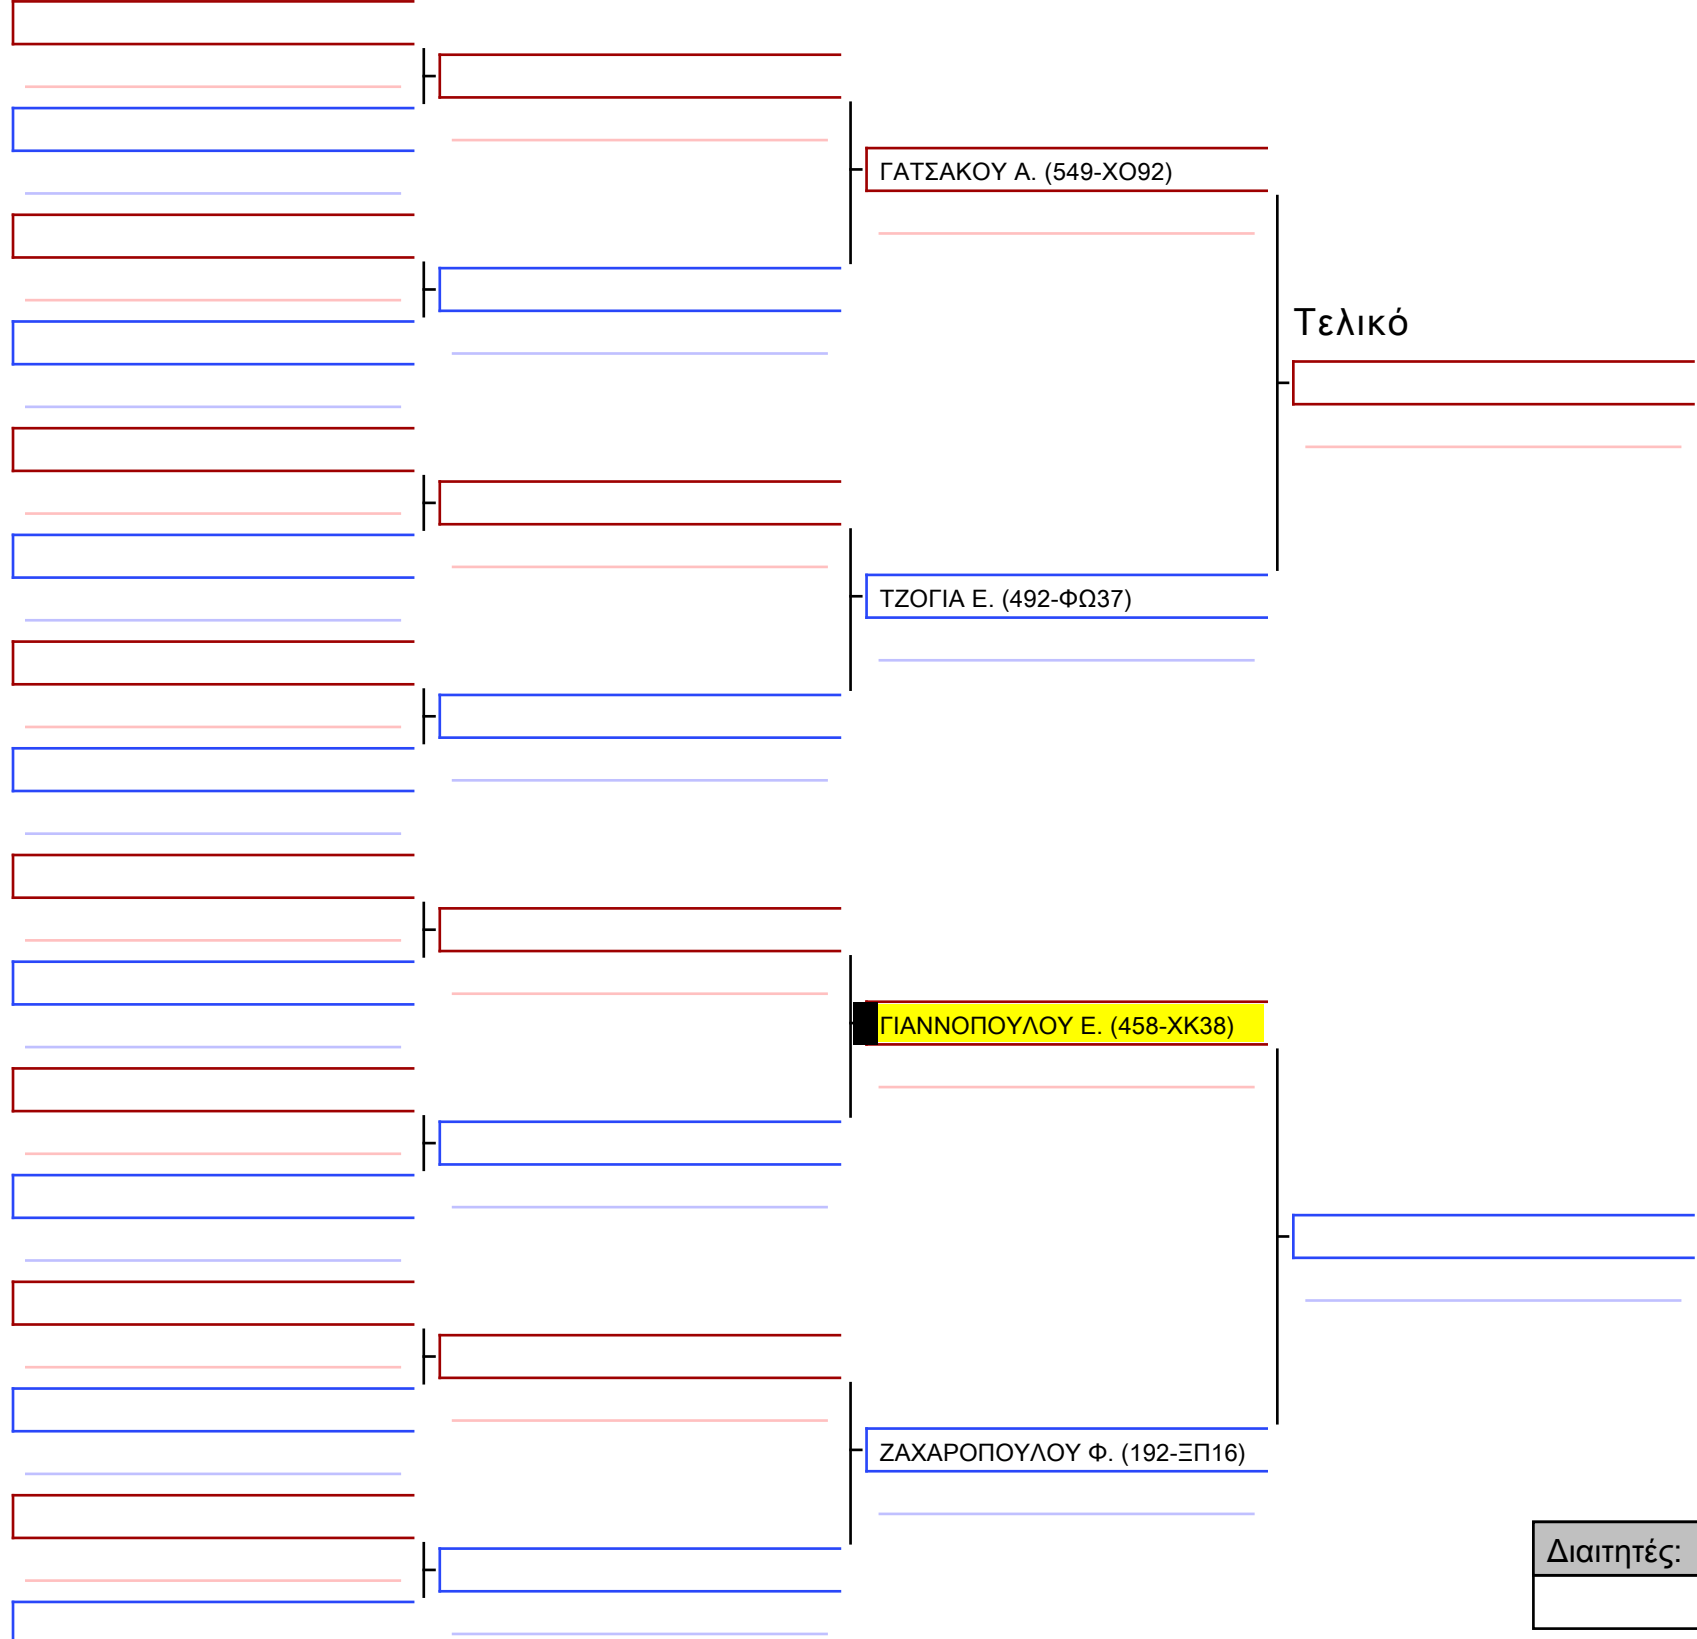 ΓΑΤΣΑΚΟΥ Α. (549-ΧΟ92)
Τελικό
ΤΖΟΓΙΑ Ε. (492-ΦΩ37)
ΓΙΑΝΝΟΠΟΥΛΟΥ Ε. (458-ΧΚ38)
ΖΑΧΑΡΟΠΟΥΛΟΥ Φ. (192-ΞΠ16)
Διαιτητές: